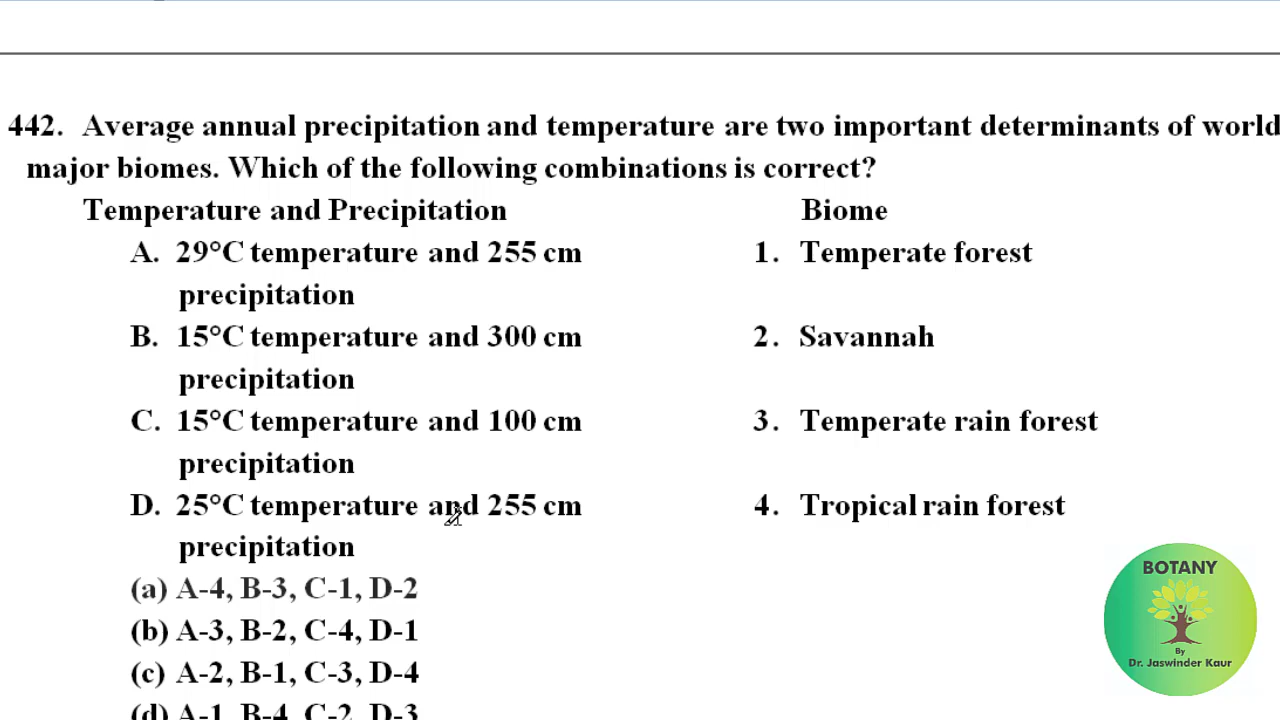 442. Average annual precipitation and temperature are two important determinants of world
major biomes. Which of the following combinations is correct?
Temperature and Precipitation Biome
A. 29°C temperature and 255 cm 1. Temperate forest
precipitation
B. 15°C temperature and 300 cm 2. Savannah
precipitation
C. 15°C temperature and 100 cm 3. Temperate rain forest
precipitation
D. 25°C temperature and 255 cm 4. Tropical rain forest
precipitation
(a) A-4, B-3, C-1, D-2
(b) A-3, B-2, C-4, D-1
(c) A-2, B-1, C-3, D-4
(d) A-1, B-4, C-2, D-3
BOTANY
By
Dr. Jaswinder Kaur